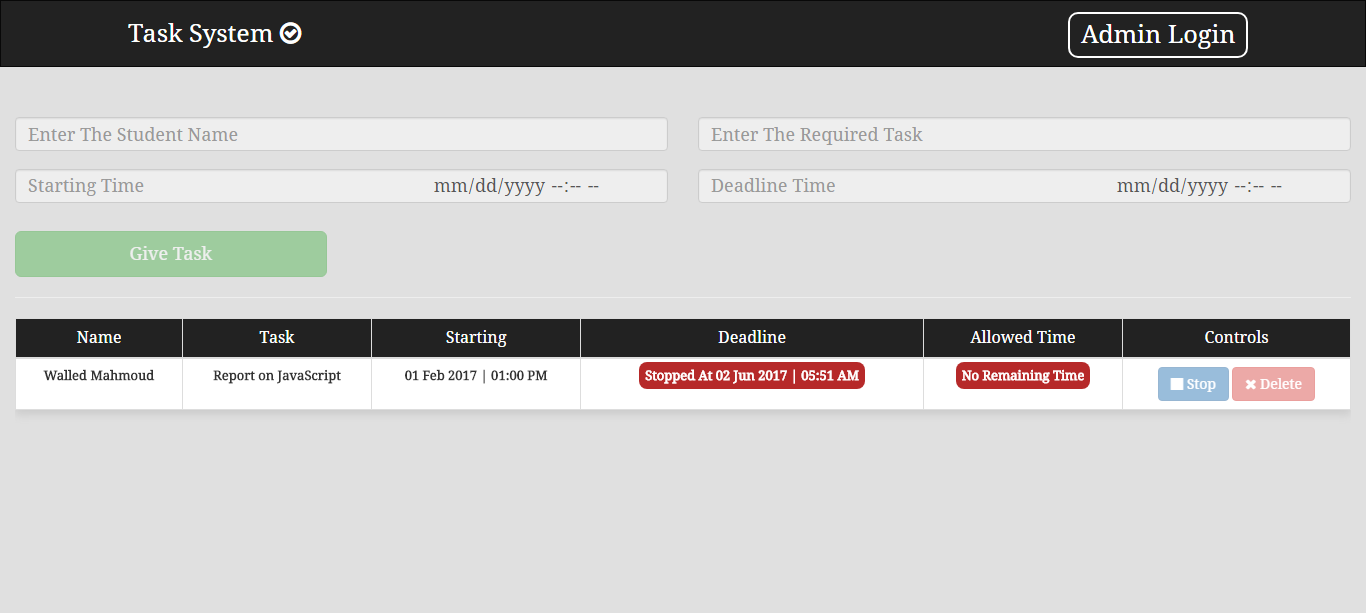 Task System
Admin Login
Enter The Student Name
Enter The Required Task
Starting Time mm/dd/yyyy --:-- --
Deadline Time mm/dd/yyyy --:-- --
Give Task
Name Task Starting Deadline Allowed Time Controls
Walled Mahmoud Report on JavaScript 01 Feb 2017 | 01:00 PM Stopped At 02 Jun 2017 | 05:51 AM No Remaining Time Stop Delete